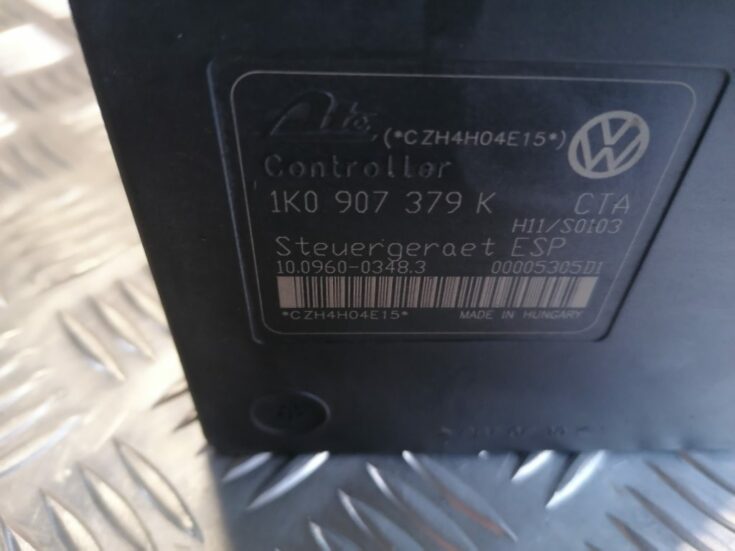 Ate
(*CZH4H04E15*)
Controller
1K0 907 379 K CTA
H11/S0103
Steuergeraet ESP
10.0960-0348.3 00005305D1
*CZH4H04E15* MADE IN HUNGARY